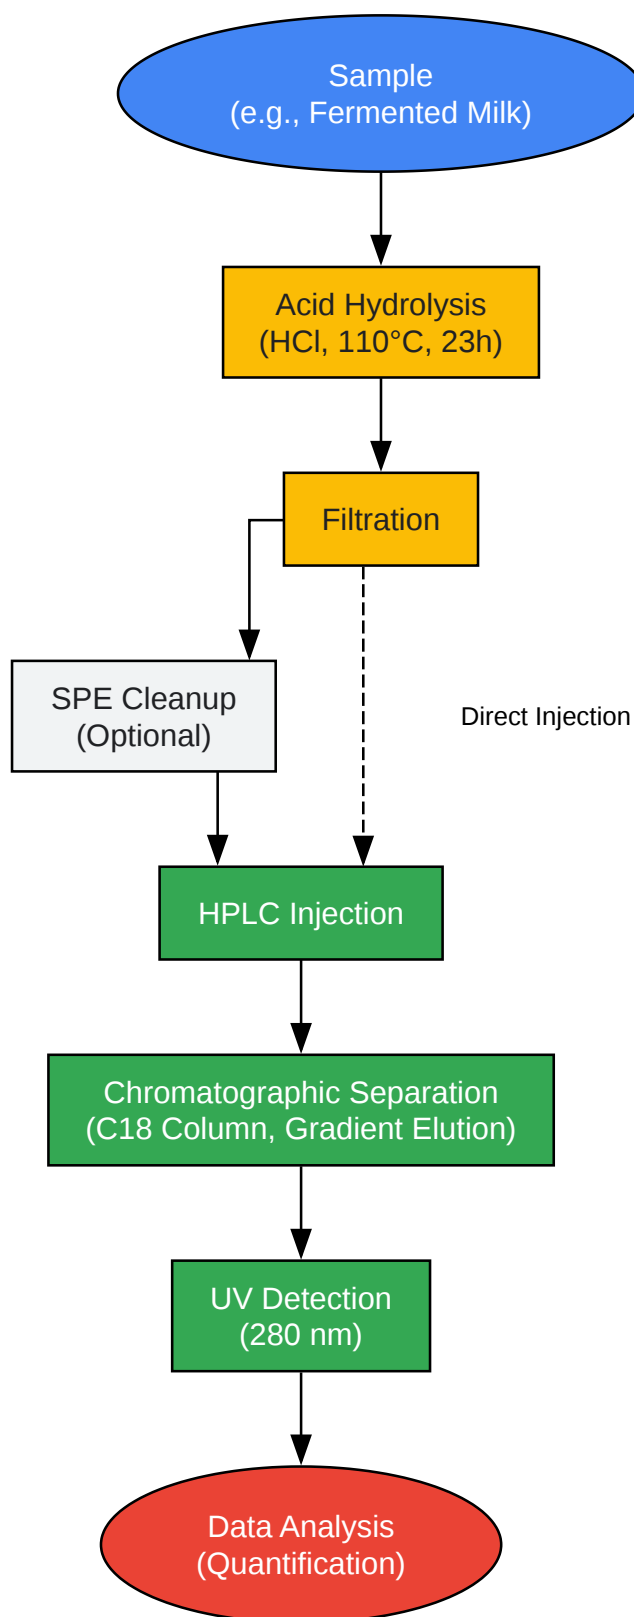 Sample
(e.g., Fermented Milk)
Acid Hydrolysis
(HCl, 110°C, 23h)
Filtration
SPE Cleanup
(Optional)
Direct Injection
HPLC Injection
Chromatographic Separation
(C18 Column, Gradient Elution)
UV Detection
(280 nm)
Data Analysis
(Quantification)